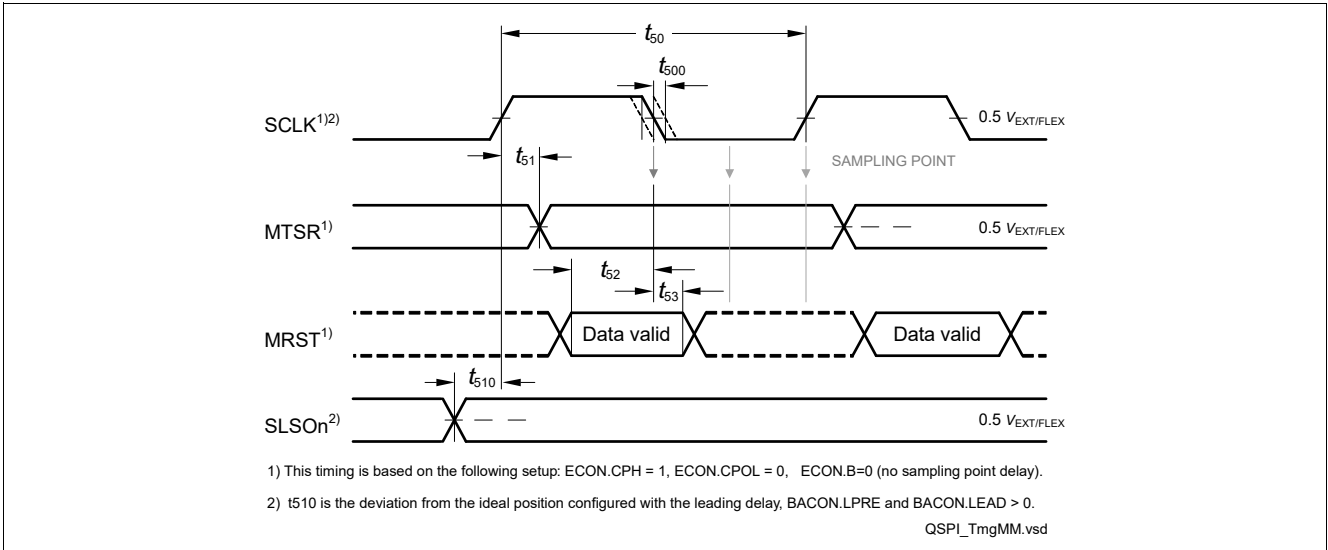 t50
t500
SCLK1)2)
0.5 VEXT/FLEX
t51
SAMPLING POINT
MTSR1)
0.5 VEXT/FLEX
t52
t53
MRST1)
Data valid
Data valid
t510
SLSOn2)
0.5 VEXT/FLEX
1) This timing is based on the following setup: ECON.CPH = 1, ECON.CPOL = 0, ECON.B=0 (no sampling point delay).
2) t510 is the deviation from the ideal position configured with the leading delay, BACON.LPRE and BACON.LEAD > 0.
QSPI_TmgMM.vsd